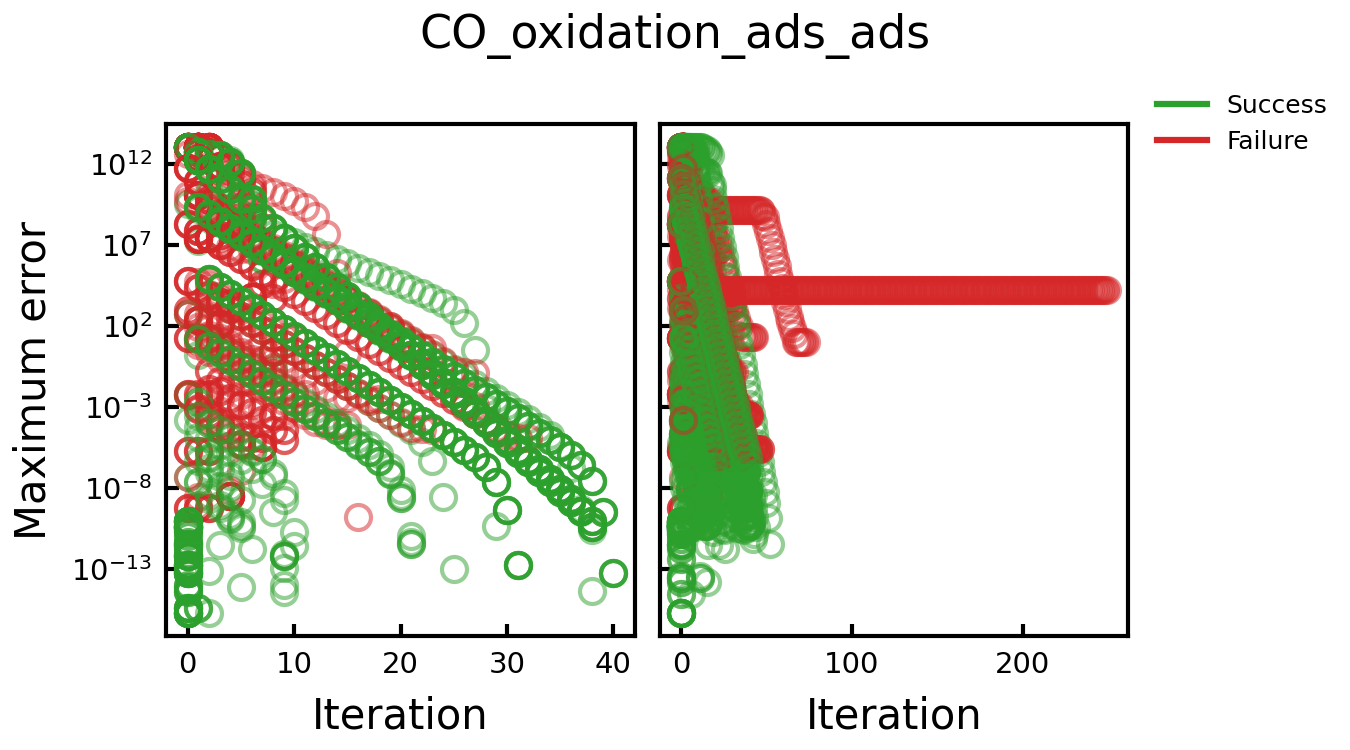 CO_oxidation_ads_ads
Success
Failure
Maximum error
10^12
10^7
10^2
10^−3
10^−8
10^−13
0 10 20 30 40
0 100 200
Iteration
Iteration